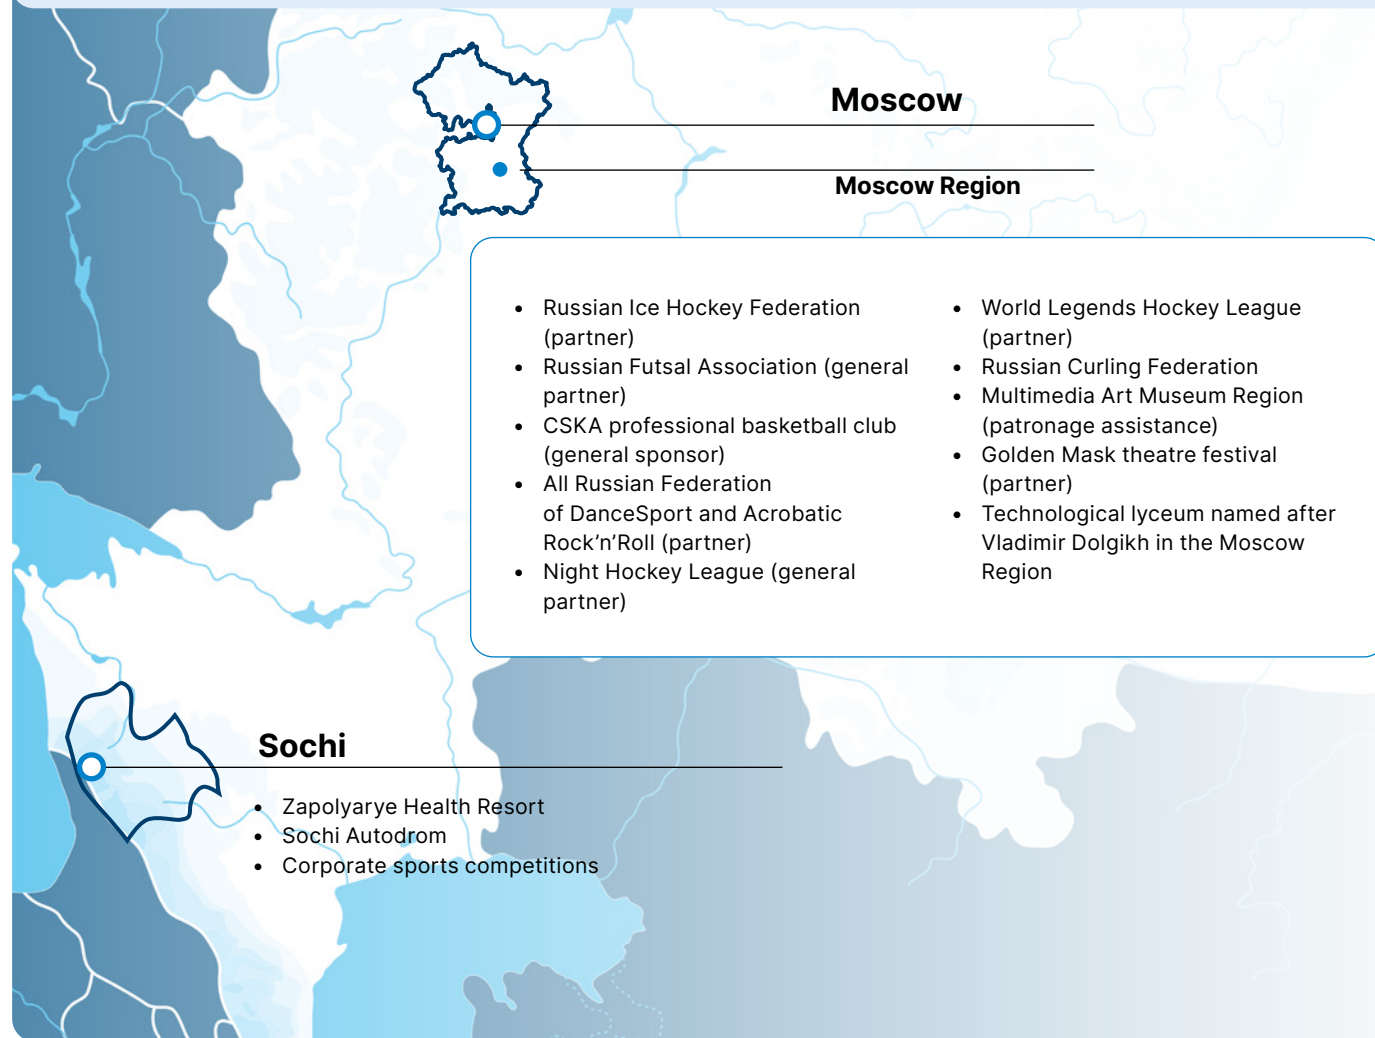 Moscow
Moscow Region
• Russian Ice Hockey Federation
(partner)
• Russian Futsal Association (general
partner)
• CSKA professional basketball club
(general sponsor)
• All Russian Federation
of DanceSport and Acrobatic
Rock’n’Roll (partner)
• Night Hockey League (general
partner)
• World Legends Hockey League
(partner)
• Russian Curling Federation
• Multimedia Art Museum Region
(patronage assistance)
• Golden Mask theatre festival
(partner)
• Technological lyceum named after
Vladimir Dolgikh in the Moscow
Region
Sochi
• Zapolyarye Health Resort
• Sochi Autodrom
• Corporate sports competitions